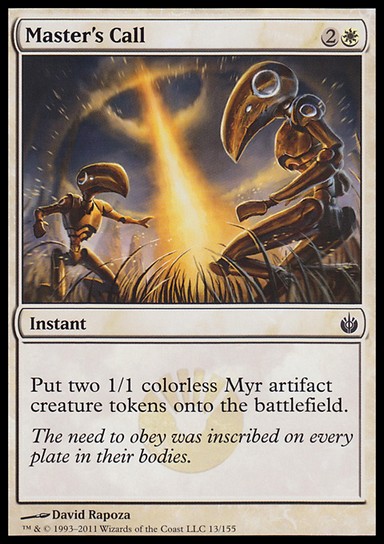 Master's Call 2
Instant
Put two 1/1 colorless Myr artifact
creature tokens onto the battlefield.
The need to obey was inscribed on every
plate in their bodies.
David Rapoza
™ & © 1993–2011 Wizards of the Coast LLC 13/155